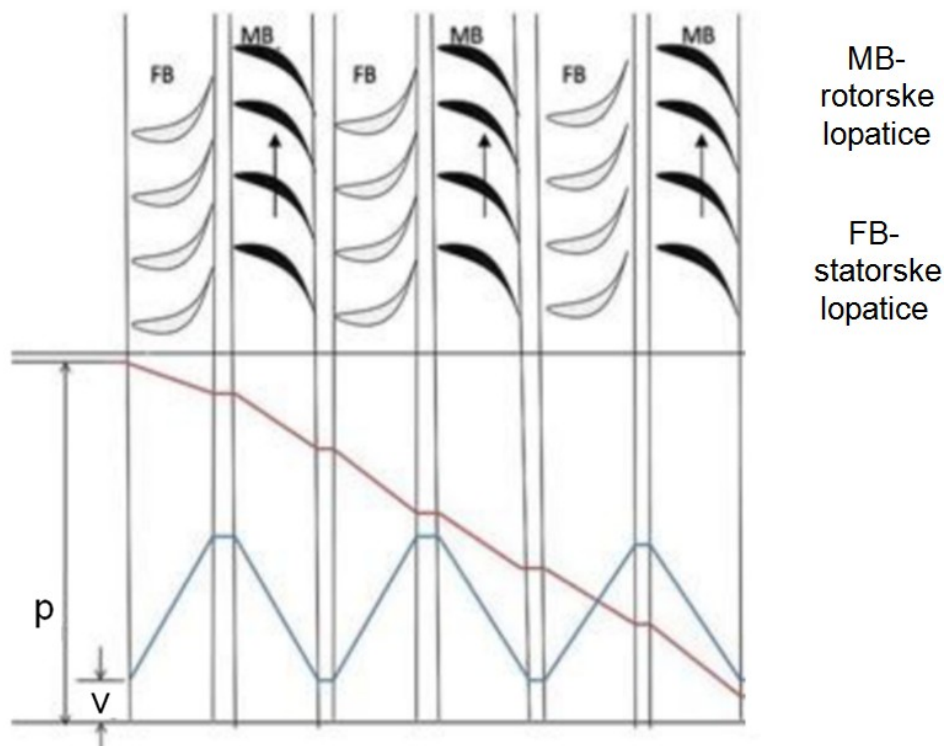 MB
MB
MB
FB
FB
FB
MB-
rotorske
lopatice
FB-
statorske
lopatice
p
V